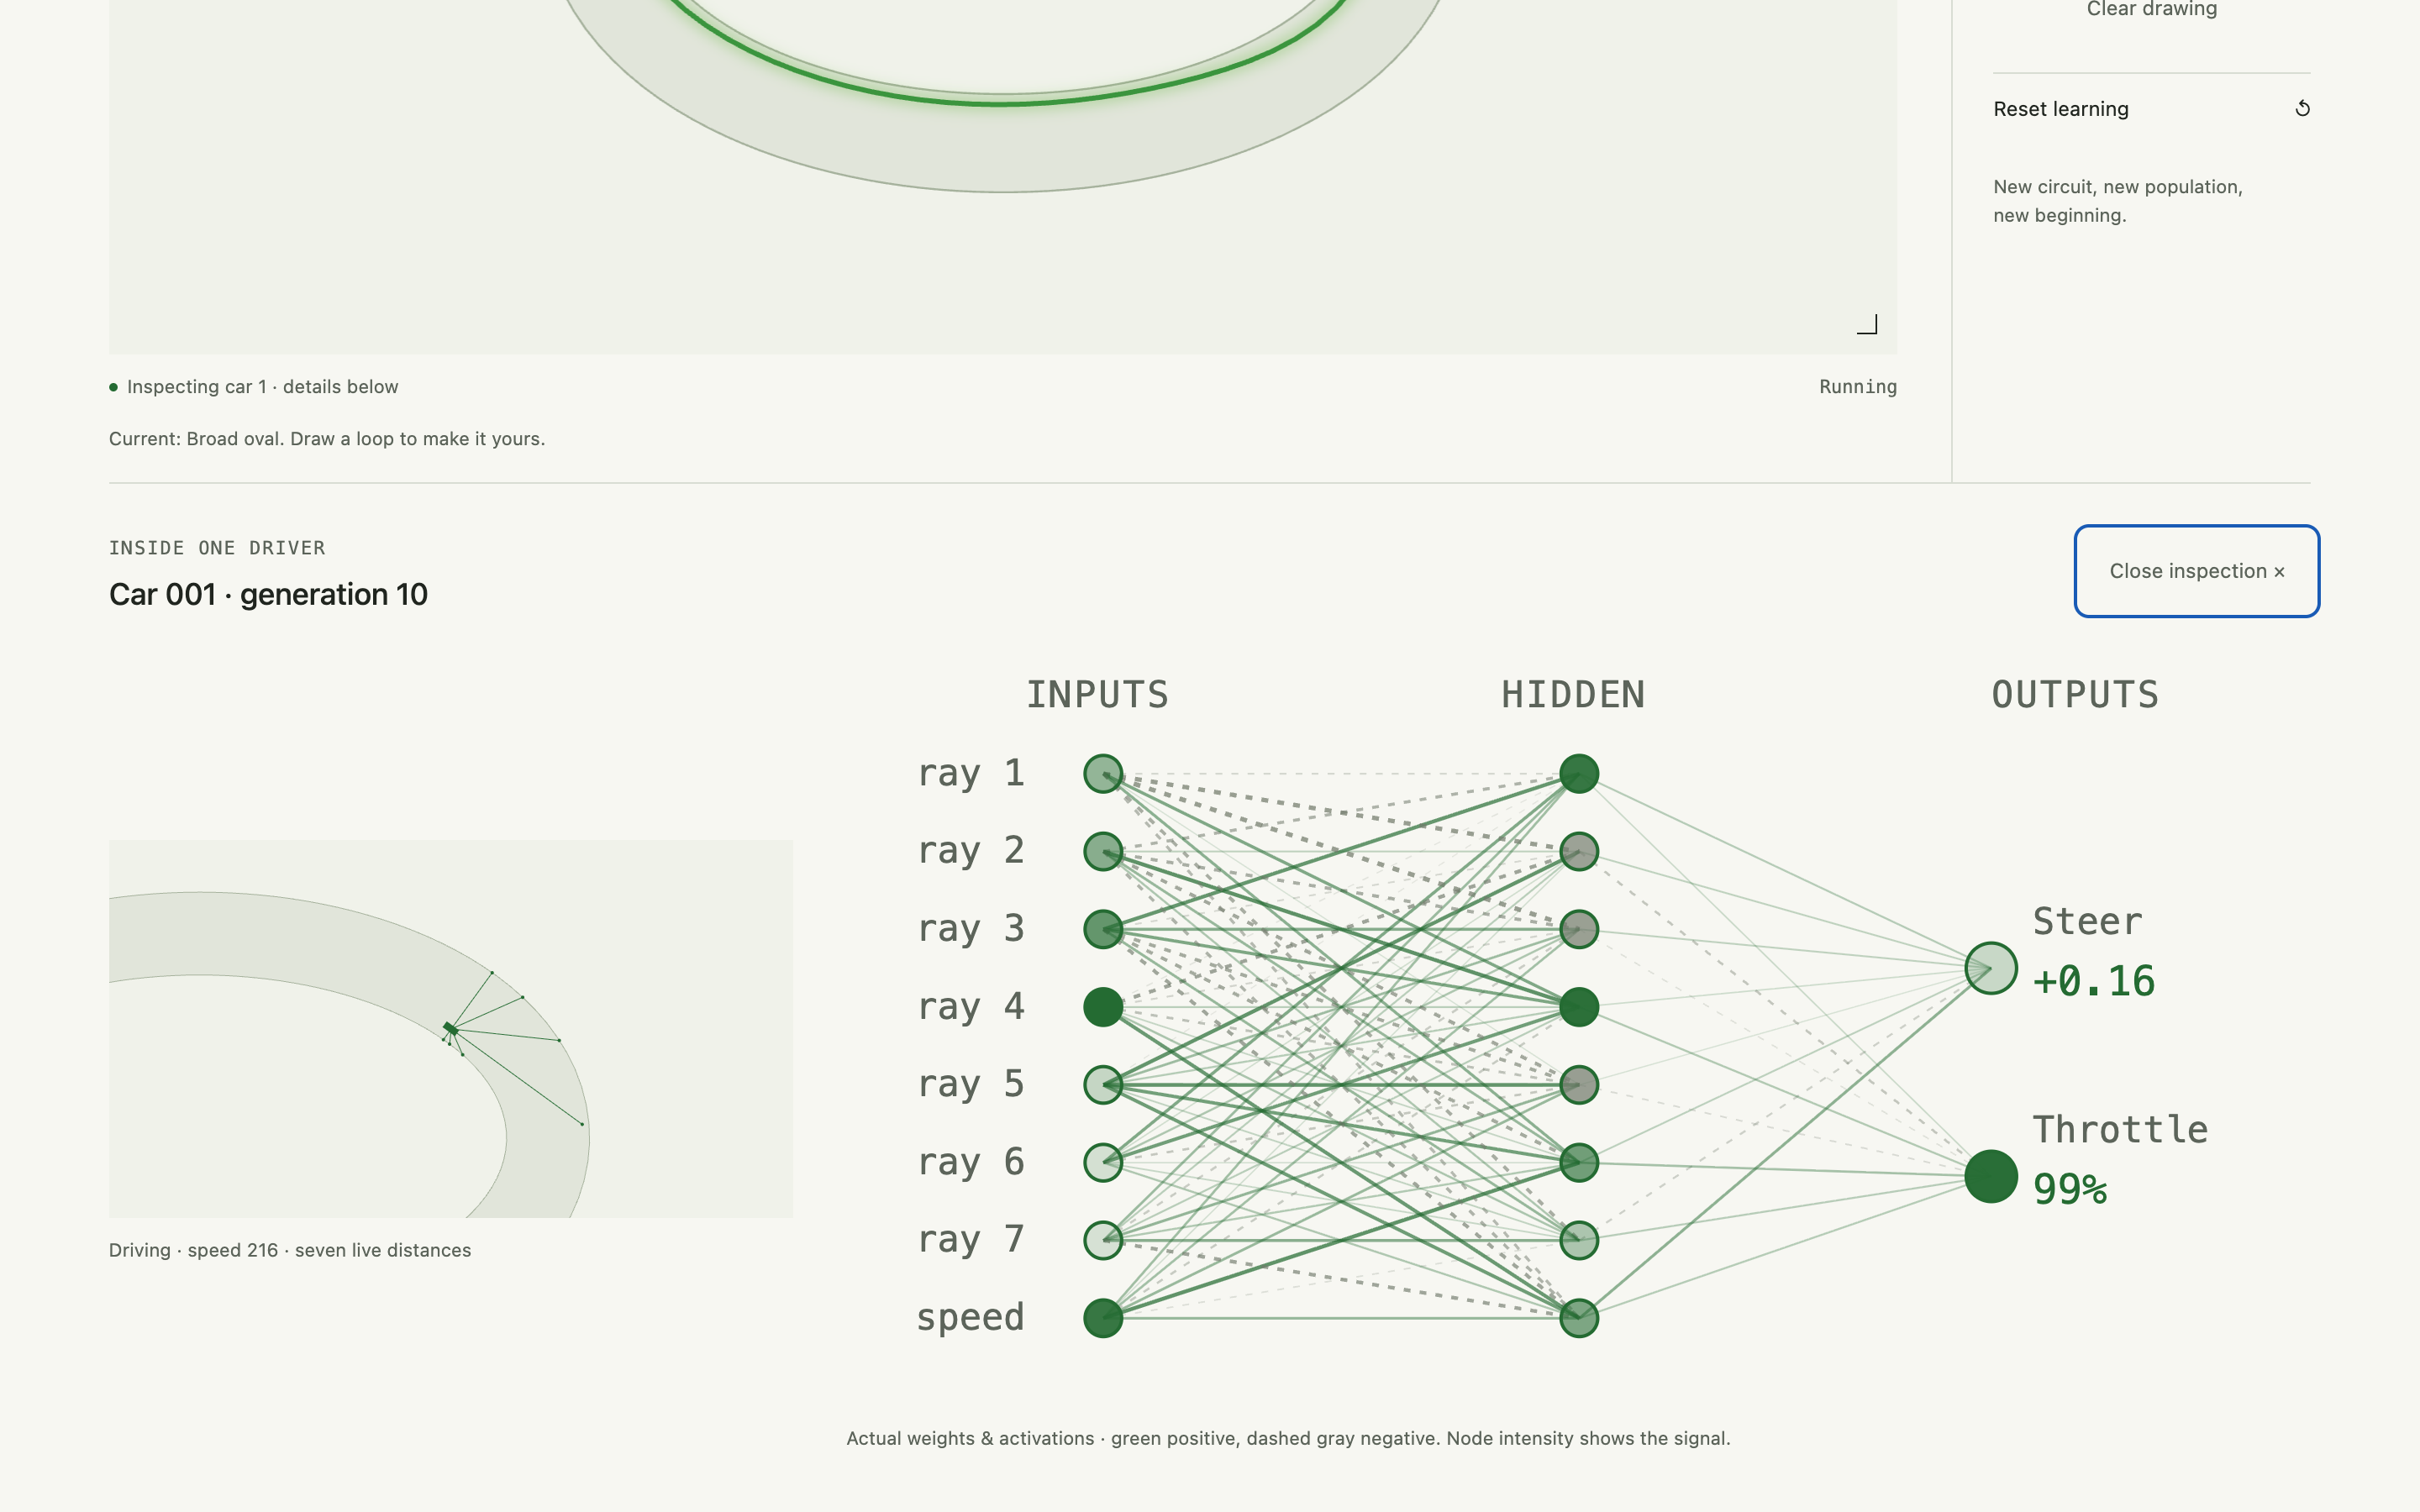 Clear drawing
Reset learning
New circuit, new population,
new beginning.
Inspecting car 1 · details below
Running
Current: Broad oval. Draw a loop to make it yours.
INSIDE ONE DRIVER
Car 001 · generation 10
Close inspection ×
INPUTS
HIDDEN
OUTPUTS
ray 1
ray 2
ray 3
ray 4
ray 5
ray 6
ray 7
speed
Steer
+0.16
Throttle
99%
Driving · speed 216 · seven live distances
Actual weights & activations · green positive, dashed gray negative. Node intensity shows the signal.